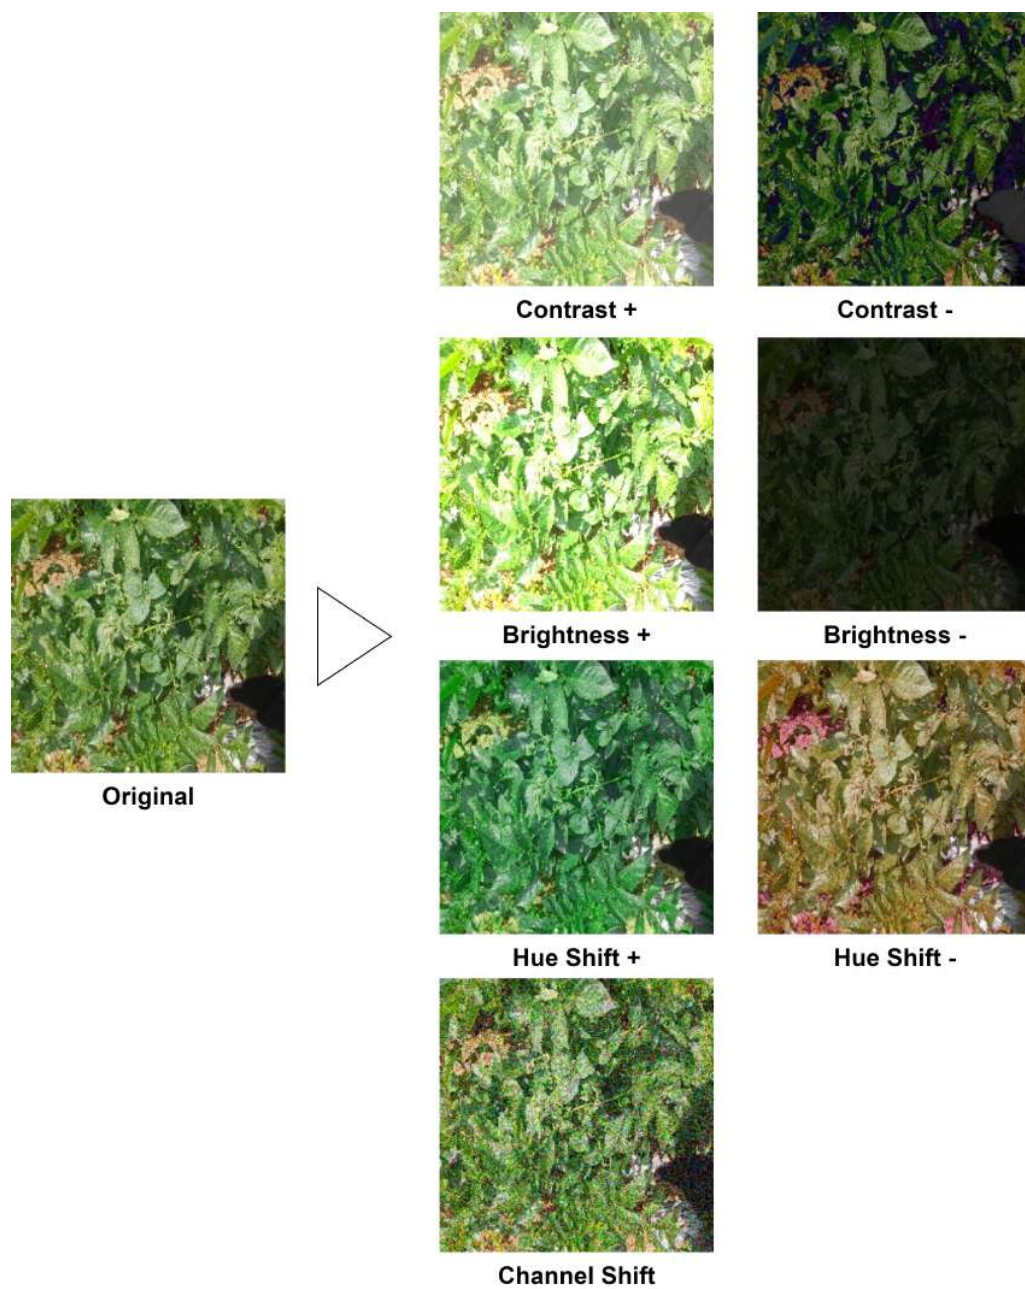 Contrast +
Contrast -
Brightness +
Brightness -
Original
Hue Shift +
Hue Shift -
Channel Shift